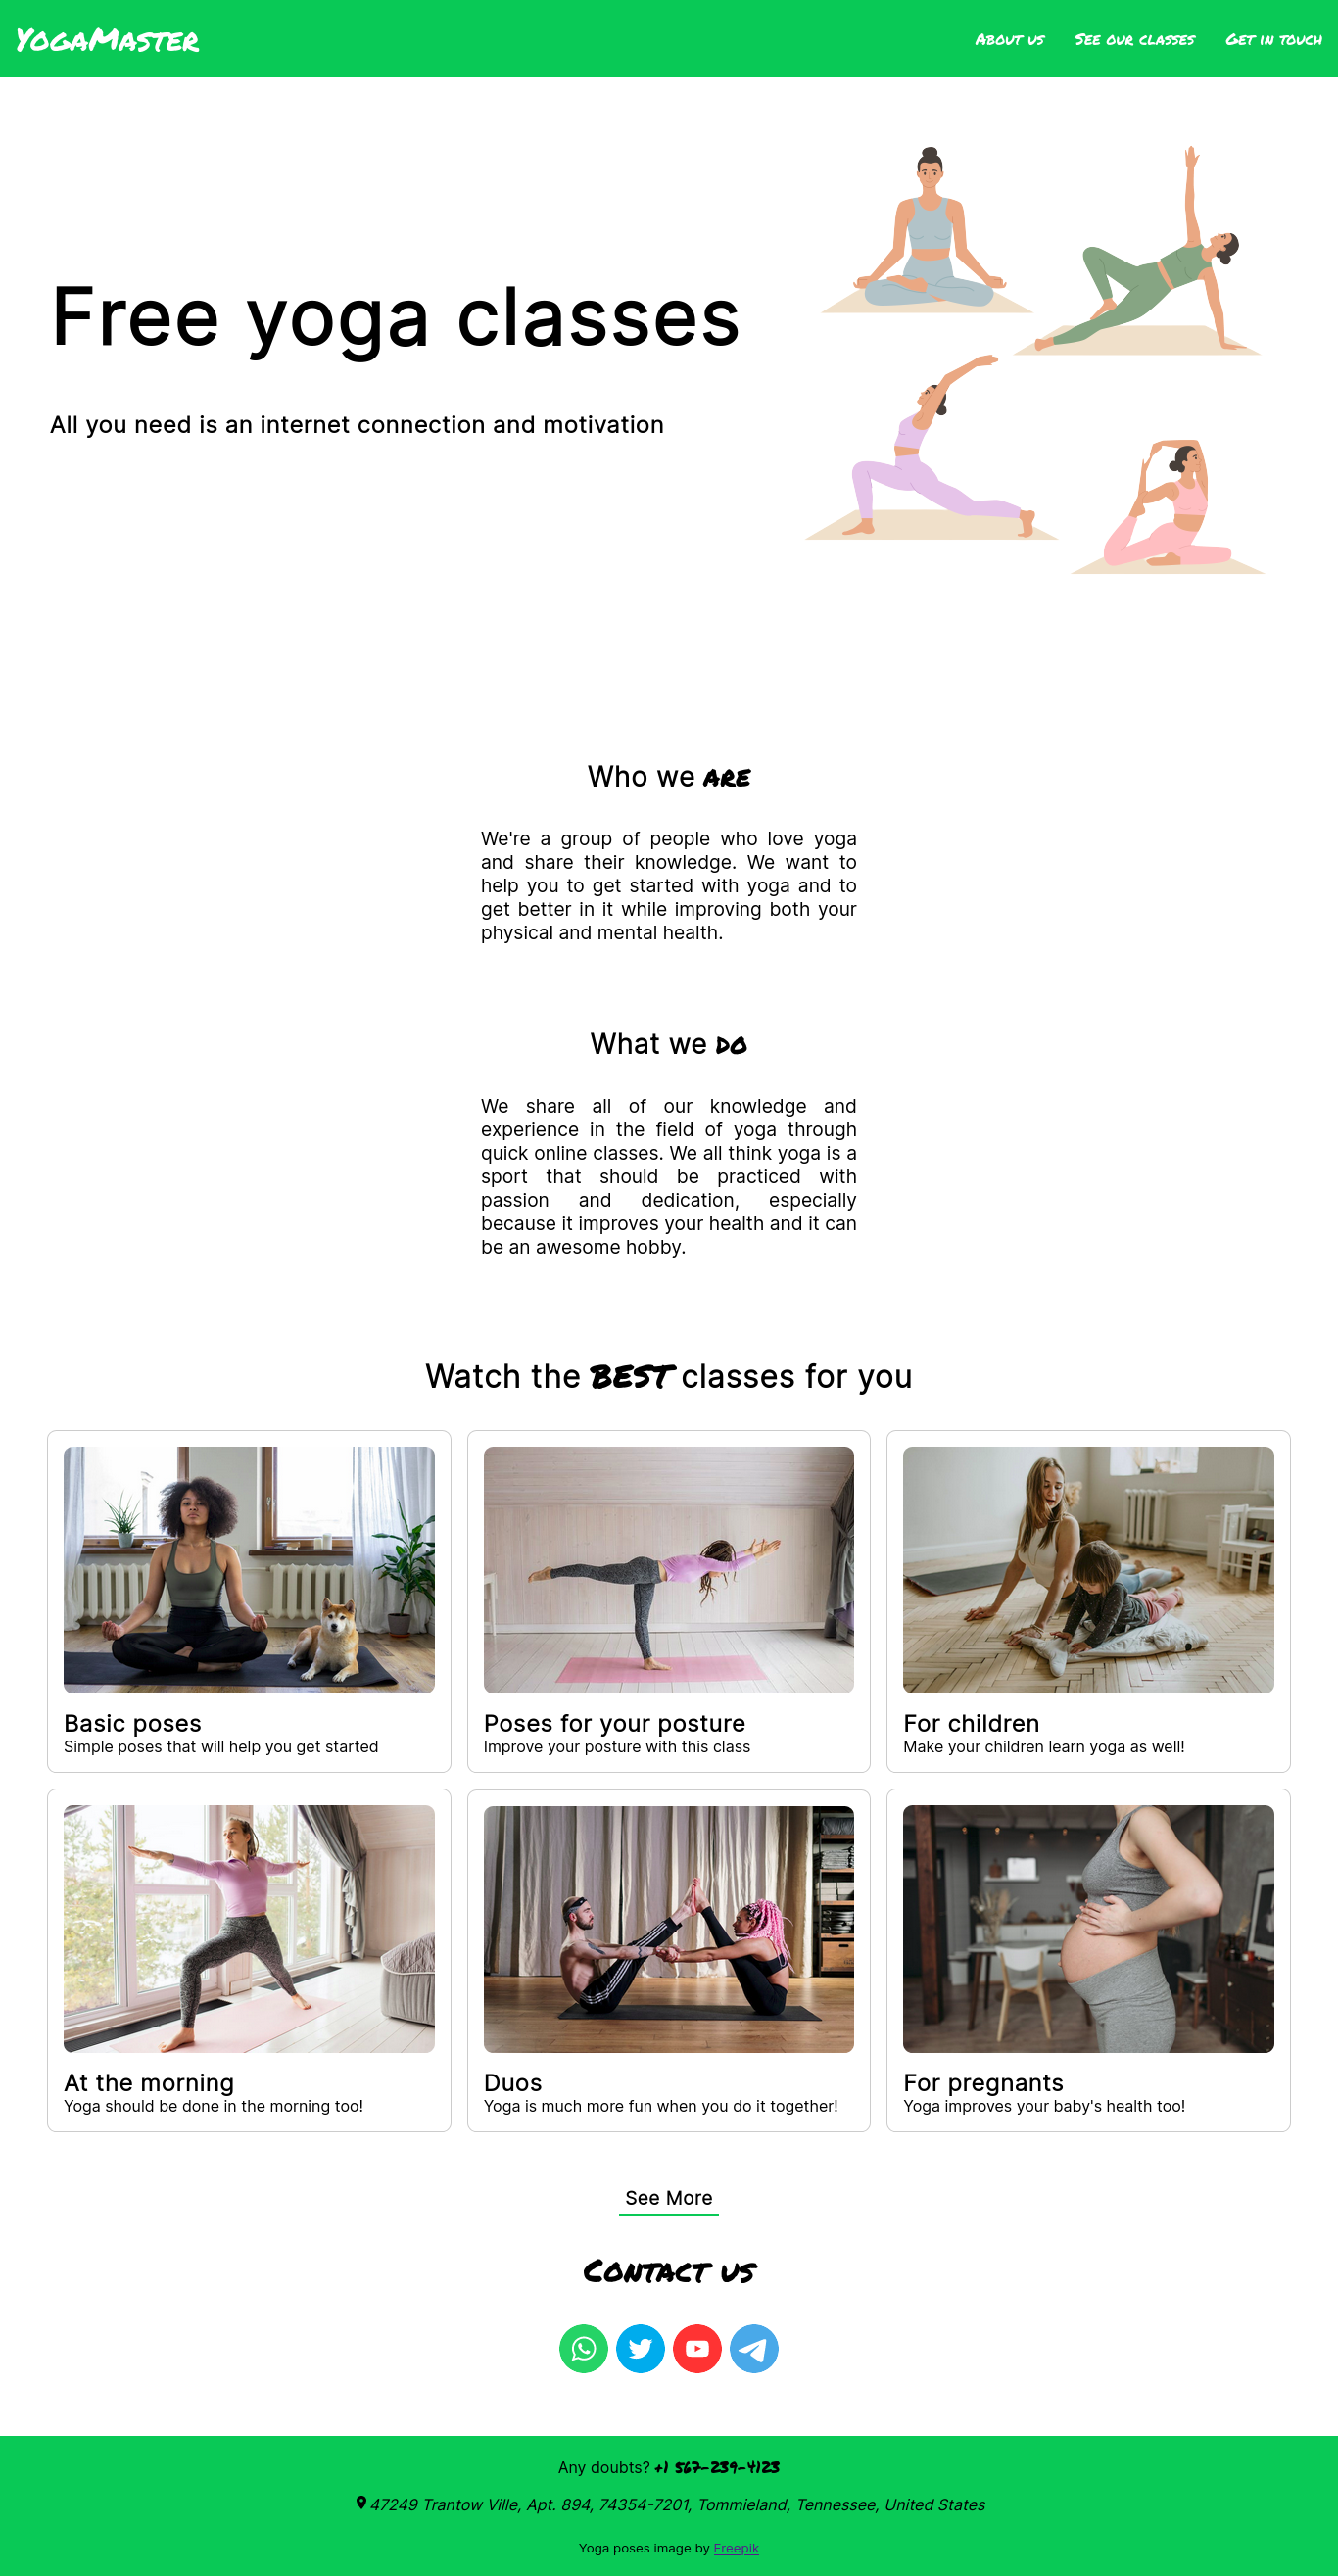 YogaMaster
About us
See our classes
Get in touch
Free yoga classes
All you need is an internet connection and motivation
Who we are
We're a group of people who love yoga
and share their knowledge. We want to
help you to get started with yoga and to
get better in it while improving both your
physical and mental health.
What we do
We share all of our knowledge and
experience in the field of yoga through
quick online classes. We all think yoga is a
sport that should be practiced with
passion and dedication, especially
because it improves your health and it can
be an awesome hobby.
Watch the BEST classes for you
Basic poses
Simple poses that will help you get started
Poses for your posture
Improve your posture with this class
For children
Make your children learn yoga as well!
At the morning
Yoga should be done in the morning too!
Duos
Yoga is much more fun when you do it together!
For pregnants
Yoga improves your baby's health too!
See More
Contact us
Any doubts? +1 567-239-4123
47249 Trantow Ville, Apt. 894, 74354-7201, Tommieland, Tennessee, United States
Yoga poses image by Freepik